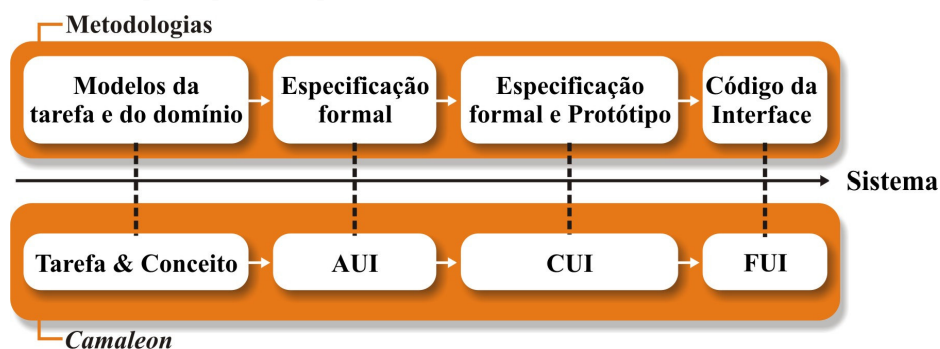 Metodologias
Modelos da
tarefa e do domínio
Especificação
formal
Especificação
formal e Protótipo
Código da
Interface
Sistema
Tarefa & Conceito
AUI
CUI
FUI
Camaleon